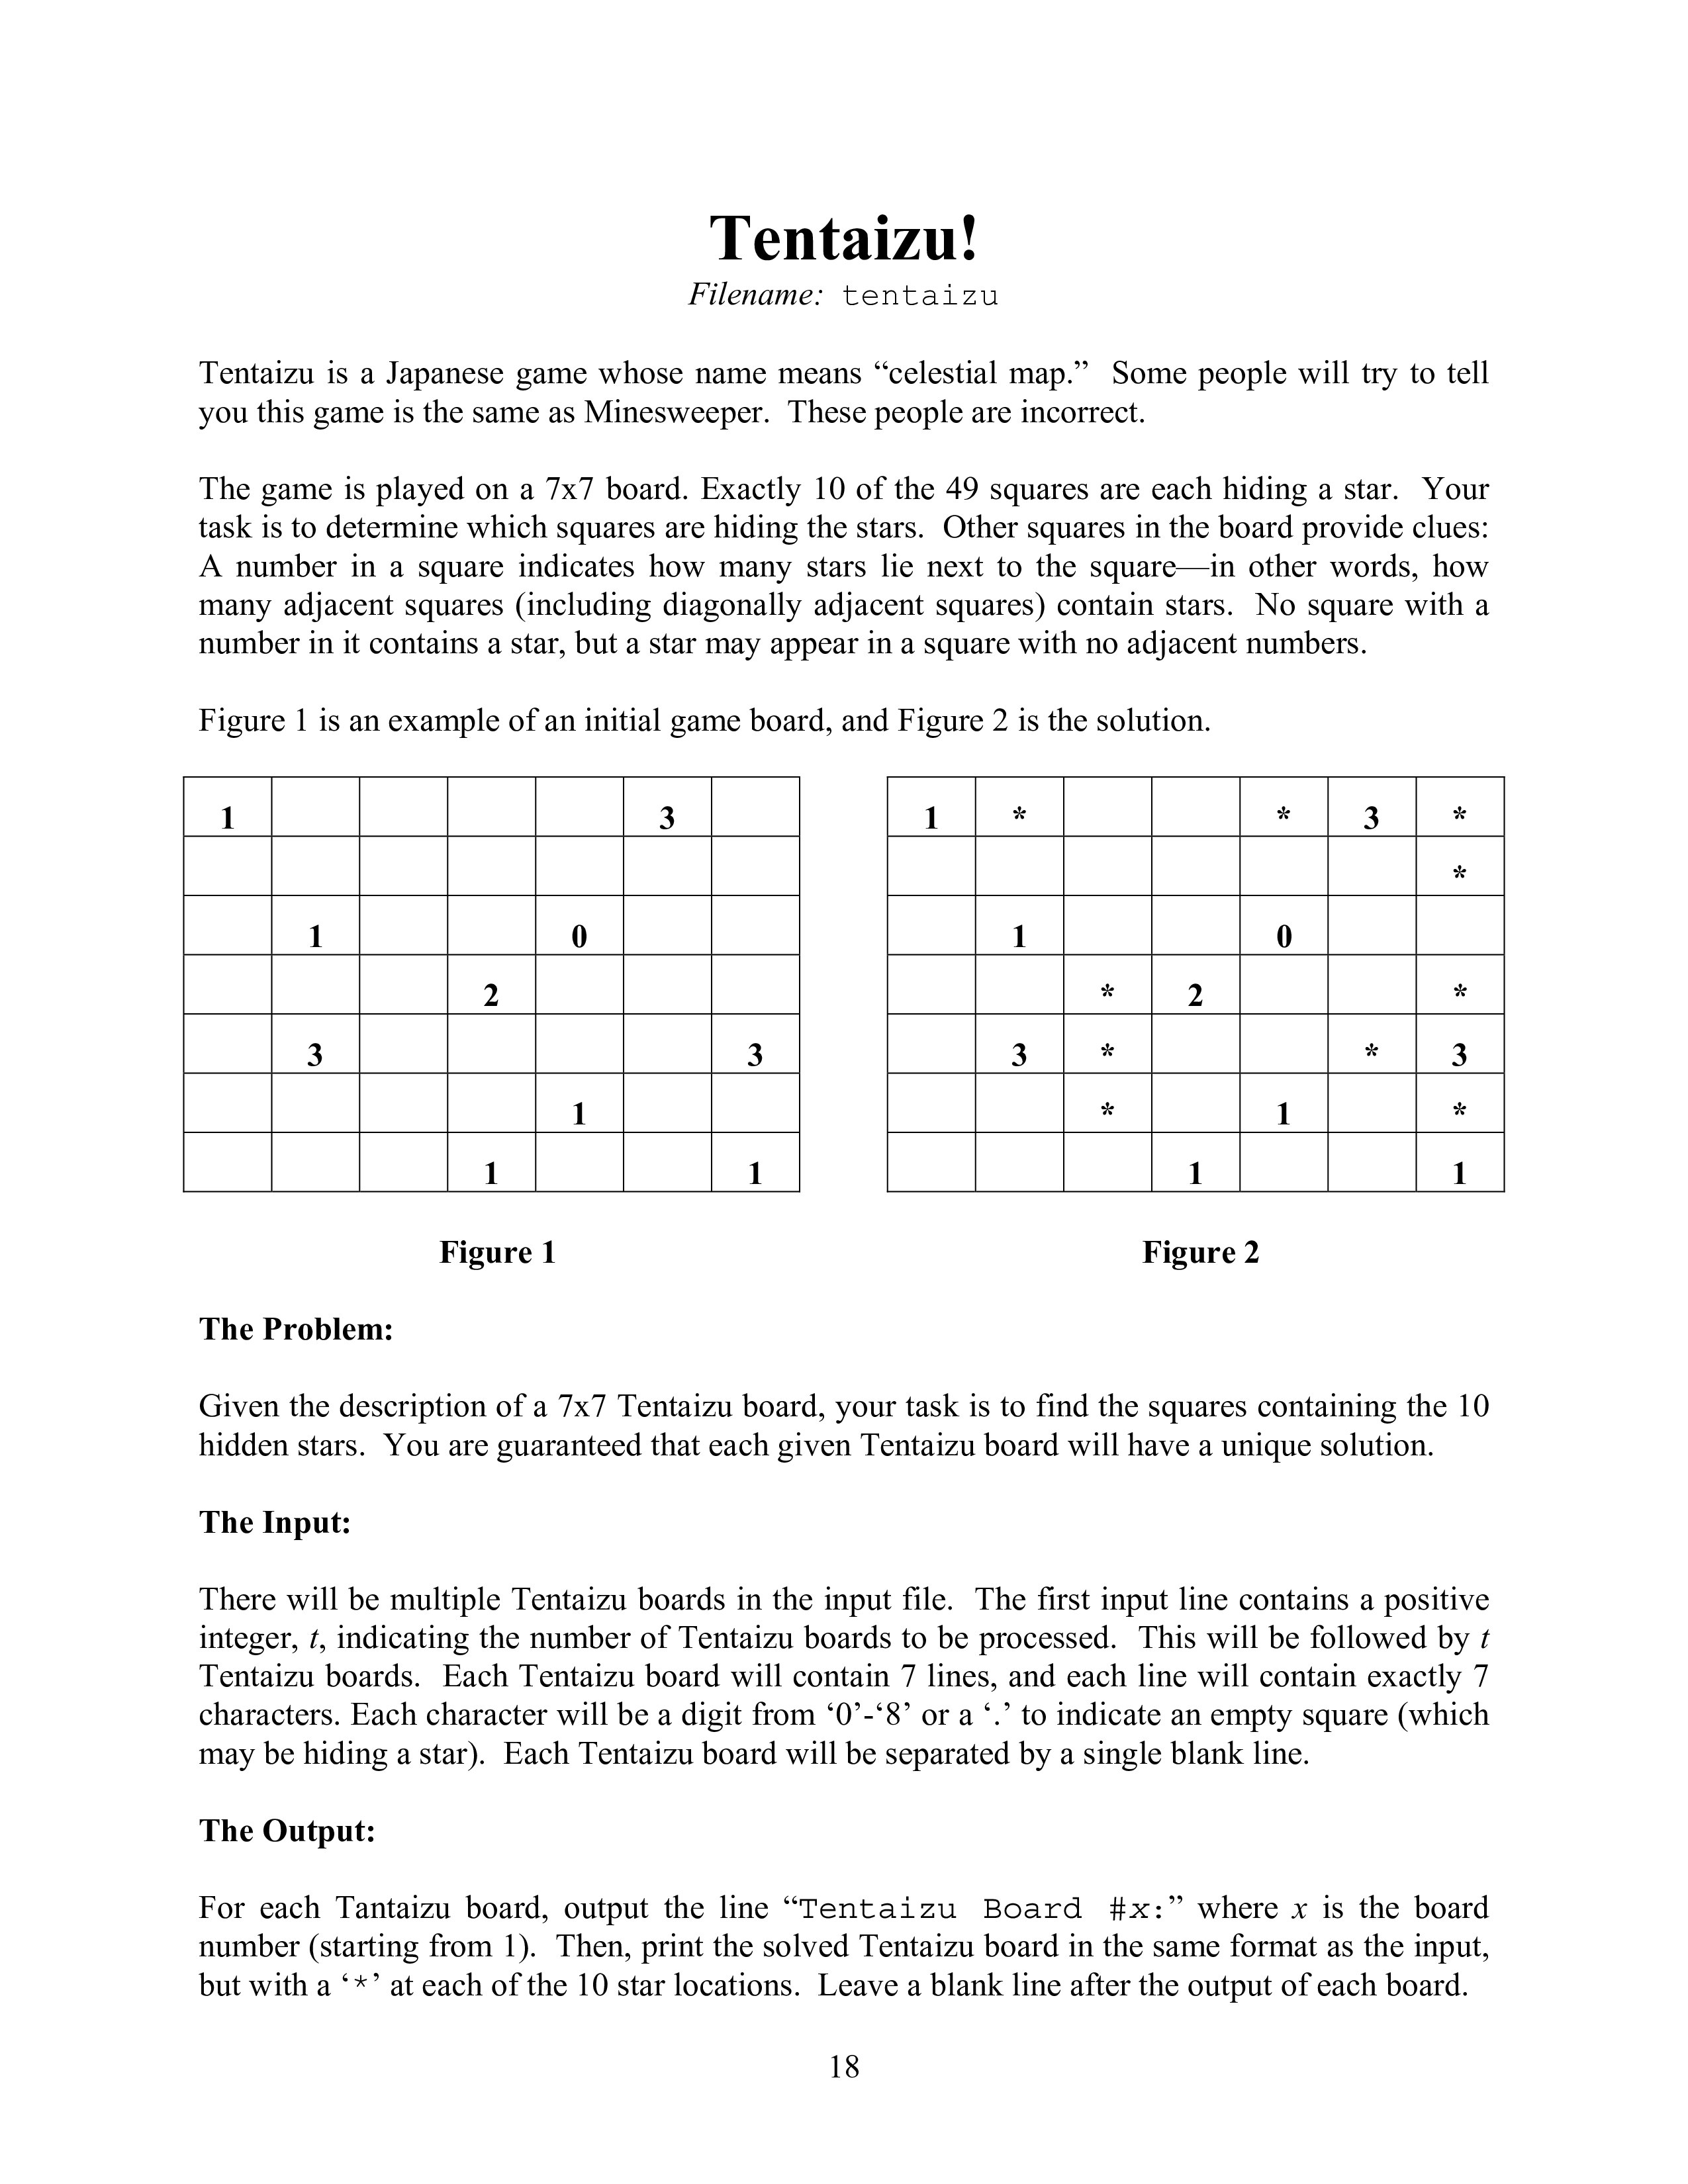 Tentaizu!
Filename: tentaizu
Tentaizu is a Japanese game whose name means “celestial map.” Some people will try to tell
you this game is the same as Minesweeper. These people are incorrect.
The game is played on a 7x7 board. Exactly 10 of the 49 squares are each hiding a star. Your
task is to determine which squares are hiding the stars. Other squares in the board provide clues:
A number in a square indicates how many stars lie next to the square—in other words, how
many adjacent squares (including diagonally adjacent squares) contain stars. No square with a
number in it contains a star, but a star may appear in a square with no adjacent numbers.
Figure 1 is an example of an initial game board, and Figure 2 is the solution.
1 3
1 0
2
3 3
1
1 1
Figure 1
1 * * 3 *
*
1 0
* 2 *
3 * * 3
* 1 *
1 1
Figure 2
The Problem:
Given the description of a 7x7 Tentaizu board, your task is to find the squares containing the 10
hidden stars. You are guaranteed that each given Tentaizu board will have a unique solution.
The Input:
There will be multiple Tentaizu boards in the input file. The first input line contains a positive
integer, t, indicating the number of Tentaizu boards to be processed. This will be followed by t
Tentaizu boards. Each Tentaizu board will contain 7 lines, and each line will contain exactly 7
characters. Each character will be a digit from ‘0’-‘8’ or a ‘.’ to indicate an empty square (which
may be hiding a star). Each Tentaizu board will be separated by a single blank line.
The Output:
For each Tantaizu board, output the line “Tentaizu Board #x:” where x is the board
number (starting from 1). Then, print the solved Tentaizu board in the same format as the input,
but with a ‘*’ at each of the 10 star locations. Leave a blank line after the output of each board.
18